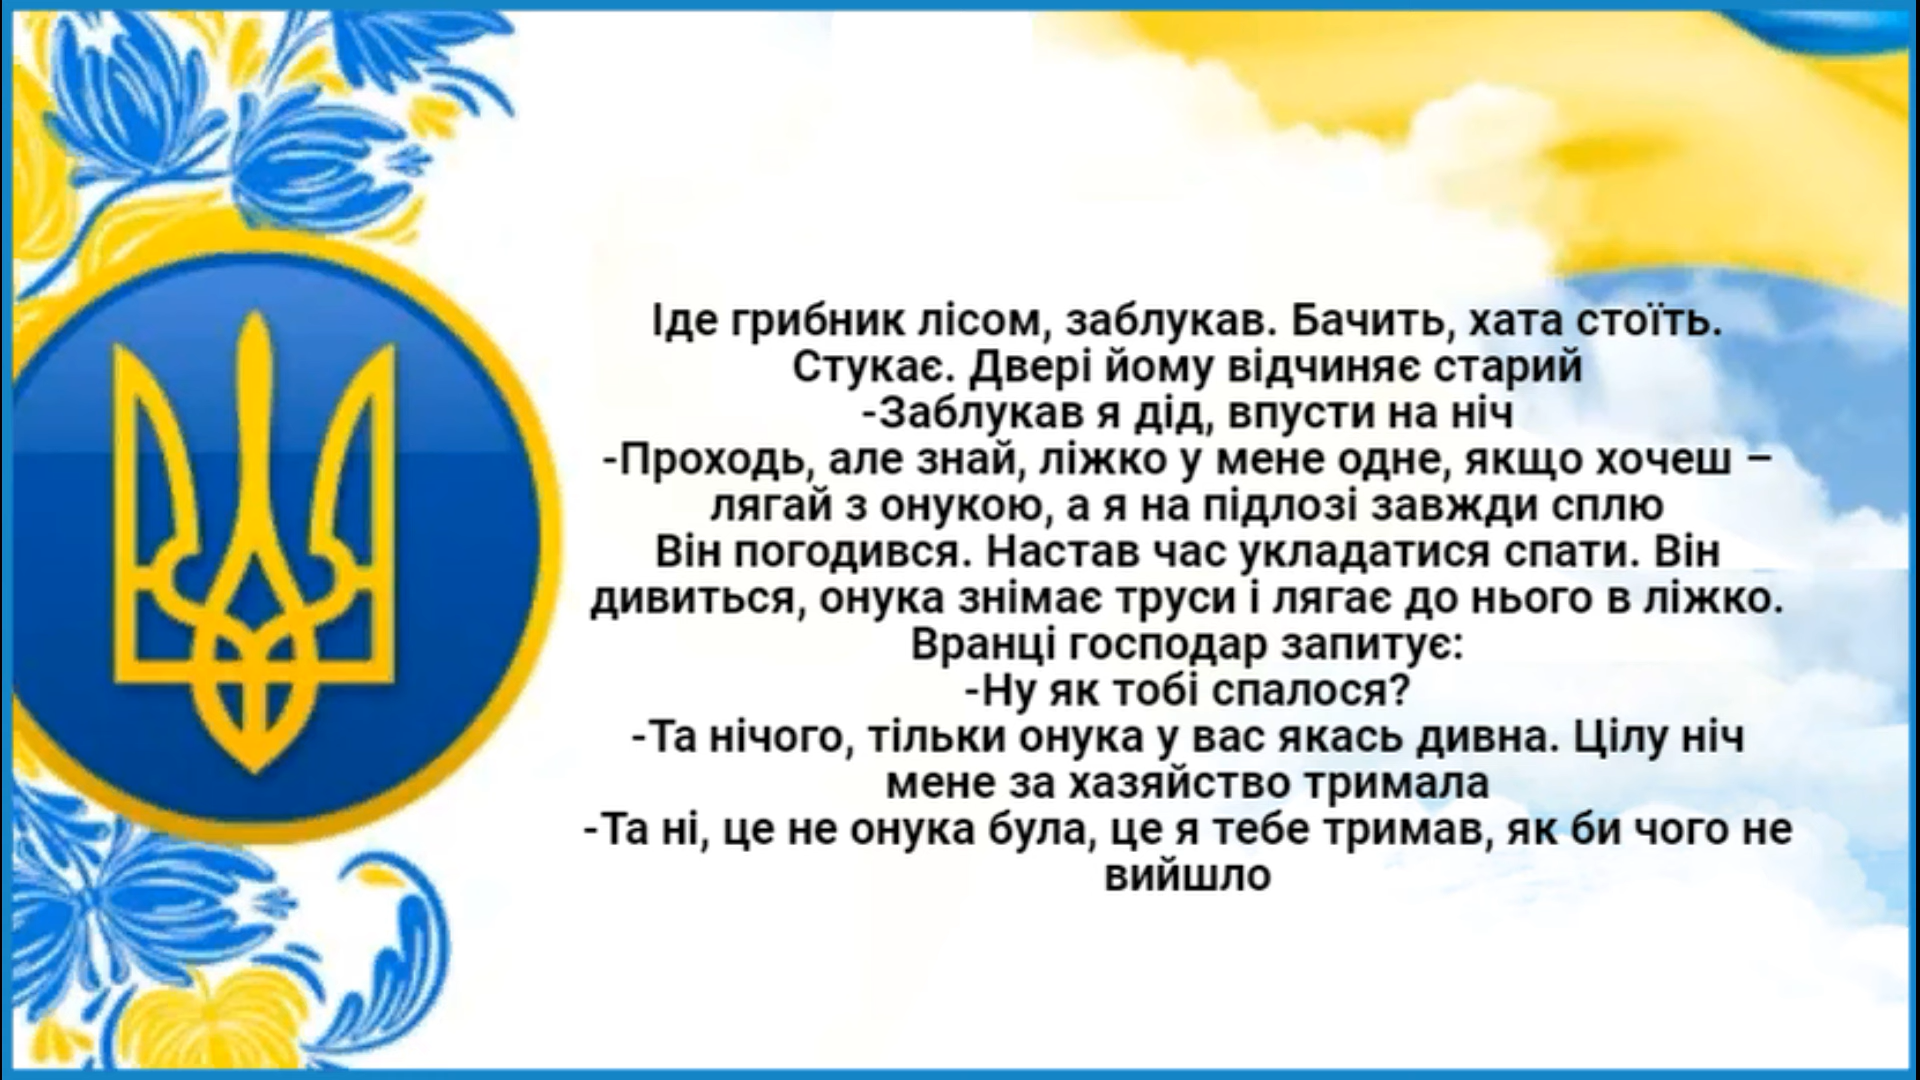 Іде грибник лісом, заблукав. Бачить, хата стоїть.
Стукає. Двері йому відчиняє старий
-Заблукав я дід, впусти на ніч
-Проходь, але знай, ліжко у мене одне, якщо хочеш –
лягай з онукою, а я на підлозі завжди сплю
Він погодився. Настав час укладатися спати. Він
дивиться, онука знімає труси і лягає до нього в ліжко.
Вранці господар запитує:
-Ну як тобі спалося?
-Та нічого, тільки онука у вас якась дивна. Цілу ніч
мене за хазяйство тримала
-Та ні, це не онука була, це я тебе тримав, як би чого не
вийшло